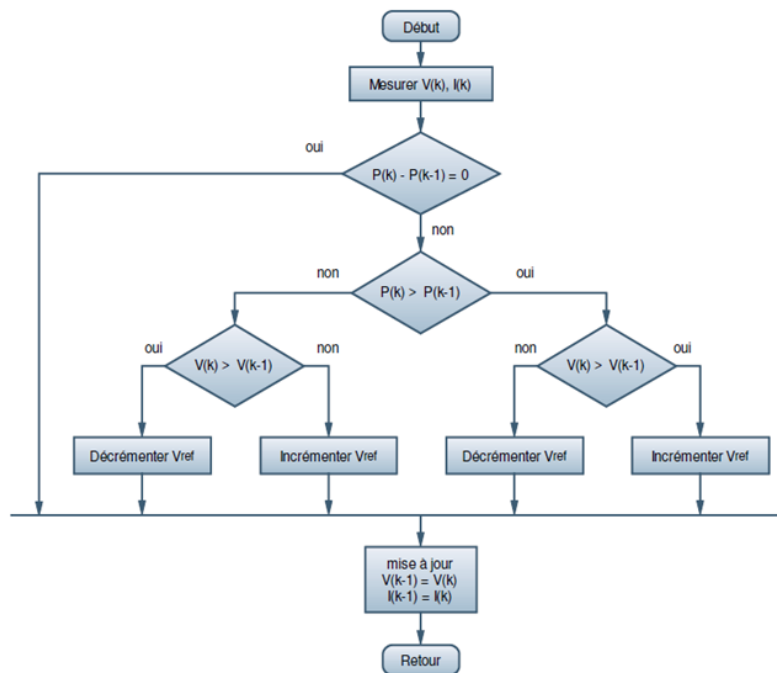 Début
Mesurer V(k), I(k)
oui
P(k) - P(k-1) = 0
non
non
oui
P(k) > P(k-1)
oui
V(k) > V(k-1)
non
non
V(k) > V(k-1)
oui
Décrémenter Vref
Incrémenter Vref
Décrémenter Vref
Incrémenter Vref
mise à jour
V(k-1) = V(k)
I(k-1) = I(k)
Retour